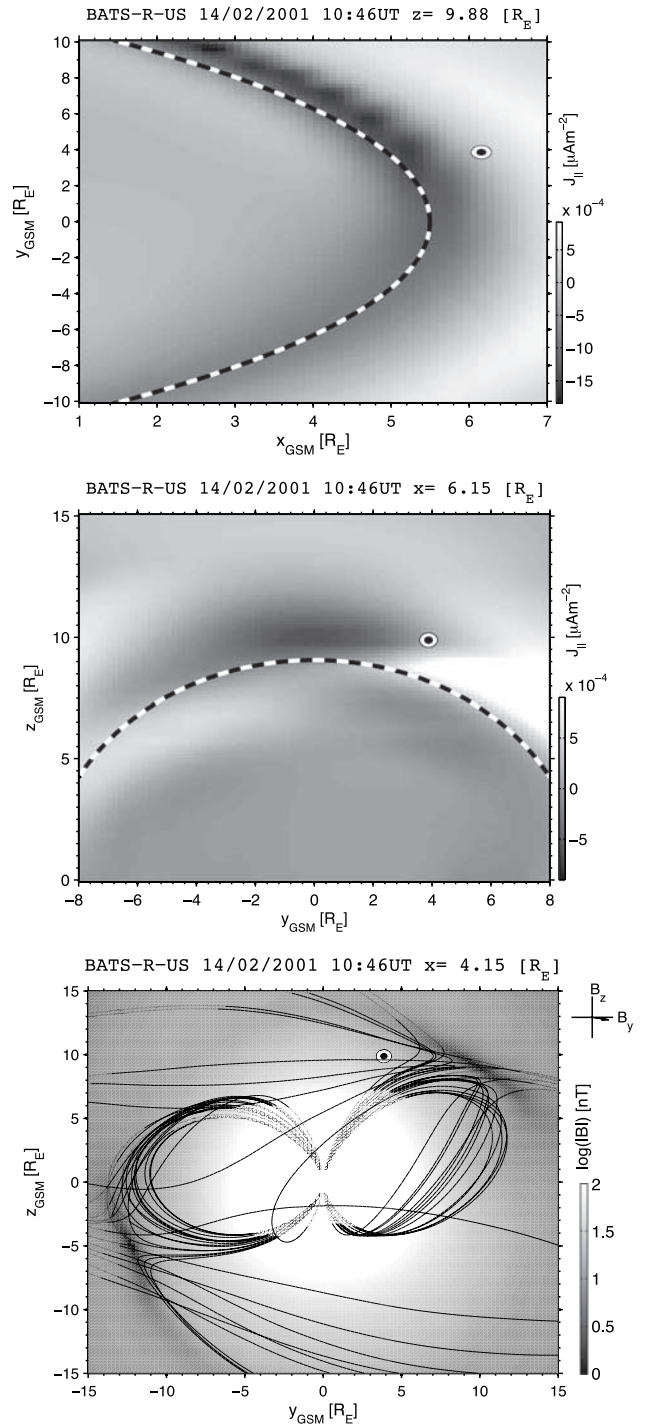 BATS-R-US 14/02/2001 10:46UT z= 9.88 [R_E]
10
8
6
4
2
0
−2
−4
−6
−8
−10
y_GSM [R_E]
1 2 3 4 5 6 7
x_GSM [R_E]
J_|| [μAm⁻²]
x 10⁻⁴
5
0
−5
−10
−15
BATS-R-US 14/02/2001 10:46UT x= 6.15 [R_E]
15
10
5
0
z_GSM [R_E]
−8 −6 −4 −2 0 2 4 6 8
y_GSM [R_E]
J_|| [μAm⁻²]
x 10⁻⁴
5
0
−5
BATS-R-US 14/02/2001 10:46UT x= 4.15 [R_E]
15
10
5
0
−5
−10
−15
z_GSM [R_E]
−15 −10 −5 0 5 10 15
y_GSM [R_E]
B_z
B_y
log(|B|) [nT]
2
1.5
1
0.5
0